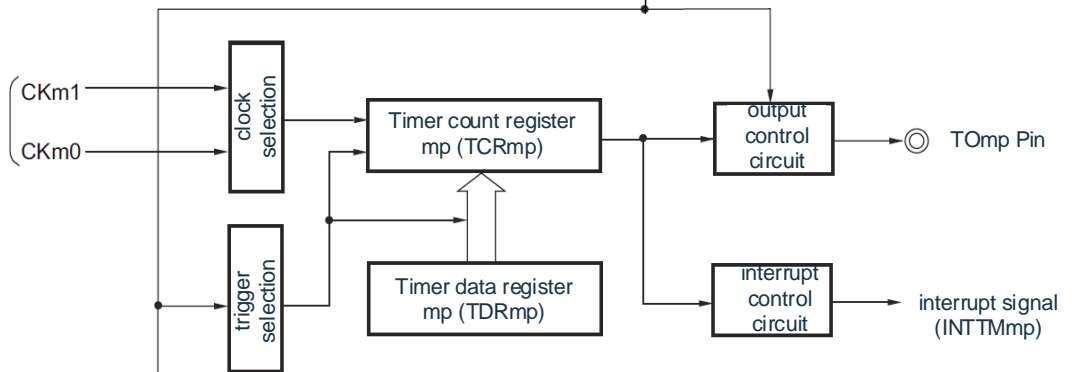 CKm1
CKm0
clock
selection
Timer count register
mp (TCRmp)
output
control
circuit
TOmp Pin
trigger
selection
Timer data register
mp (TDRmp)
interrupt
control
circuit
interrupt signal
(INTTMmp)